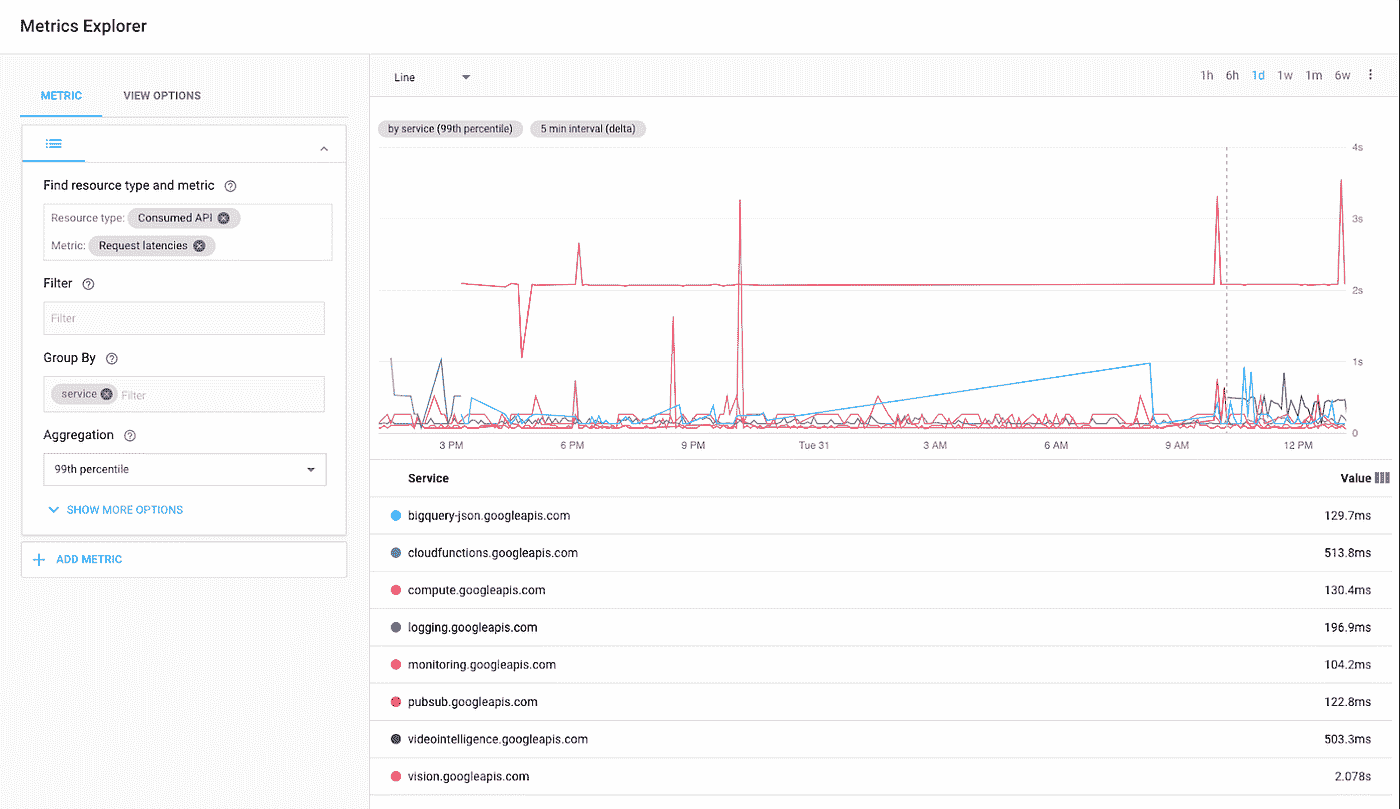 Metrics Explorer
METRIC VIEW OPTIONS
Find resource type and metric
Resource type: Consumed API
Metric: Request latencies
Filter
Filter
Group By
service Filter
Aggregation
99th percentile
SHOW MORE OPTIONS
ADD METRIC
Line 1h 6h 1d 1w 1m 6w
by service (99th percentile) 5 min interval (delta)
4s
3s
2s
1s
0
3 PM 6 PM 9 PM Tue 31 3 AM 6 AM 9 AM 12 PM
Service Value
bigquery-json.googleapis.com 129.7ms
cloudfunctions.googleapis.com 513.8ms
compute.googleapis.com 130.4ms
logging.googleapis.com 196.9ms
monitoring.googleapis.com 104.2ms
pubsub.googleapis.com 122.8ms
videointelligence.googleapis.com 503.3ms
vision.googleapis.com 2.078s